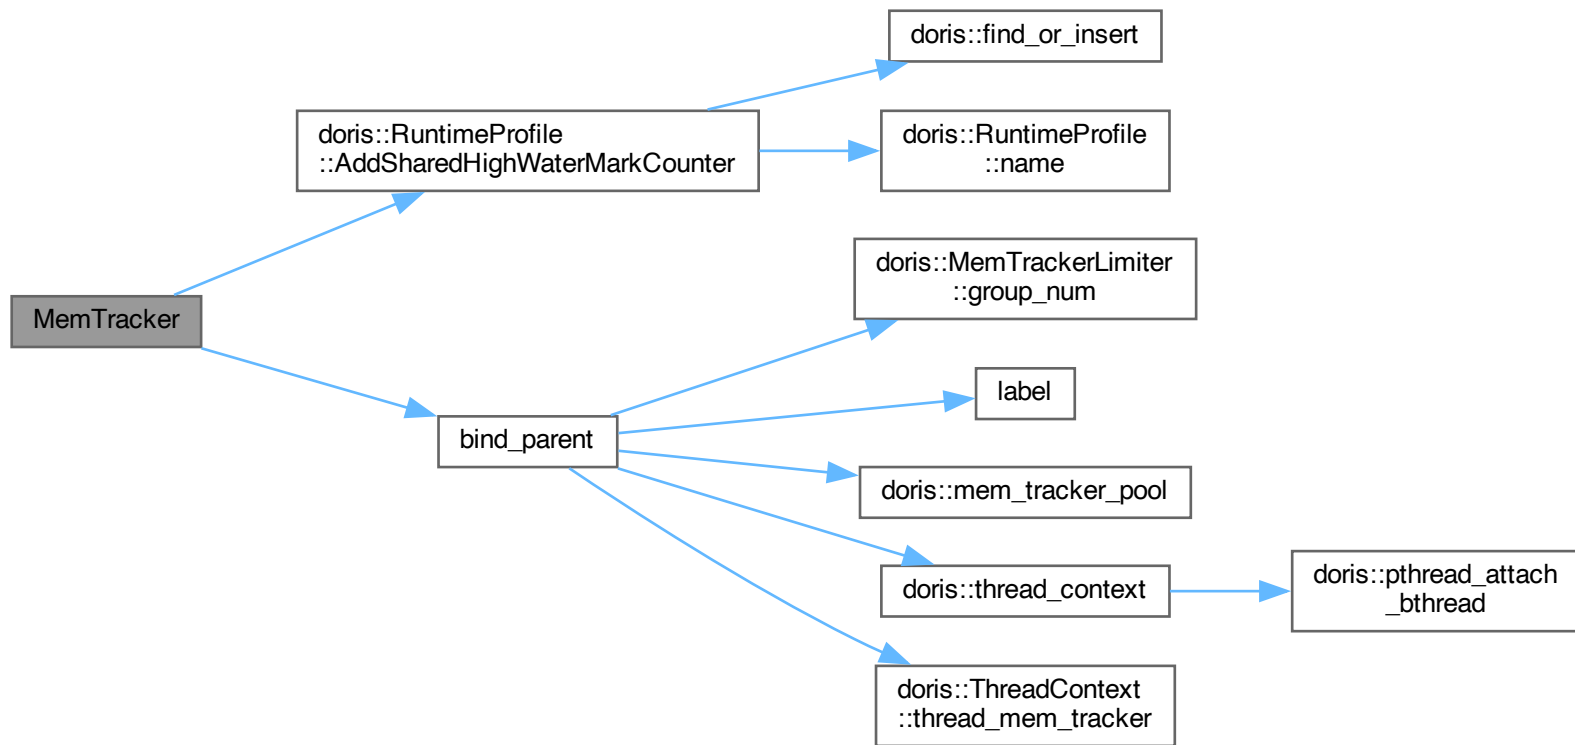 doris::find_or_insert
doris::RuntimeProfile
::AddSharedHighWaterMarkCounter
doris::RuntimeProfile
::name
doris::MemTrackerLimiter
::group_num
MemTracker
label
bind_parent
doris::mem_tracker_pool
doris::thread_context
doris::pthread_attach
_bthread
doris::ThreadContext
::thread_mem_tracker